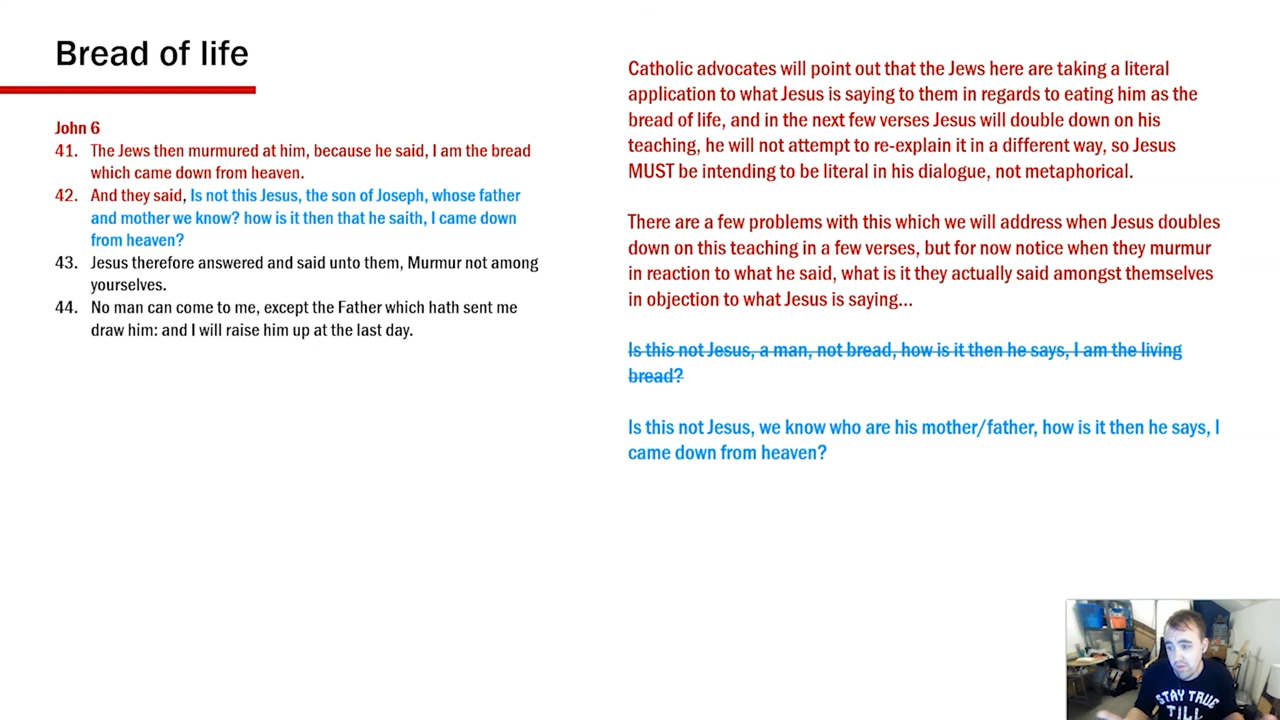 Bread of life
John 6
41. The Jews then murmured at him, because he said, I am the bread
which came down from heaven.
42. And they said, Is not this Jesus, the son of Joseph, whose father
and mother we know? how is it then that he saith, I came down
from heaven?
43. Jesus therefore answered and said unto them, Murmur not among
yourselves.
44. No man can come to me, except the Father which hath sent me
draw him: and I will raise him up at the last day.
Catholic advocates will point out that the Jews here are taking a literal
application to what Jesus is saying to them in regards to eating him as the
bread of life, and in the next few verses Jesus will double down on his
teaching, he will not attempt to re-explain it in a different way, so Jesus
MUST be intending to be literal in his dialogue, not metaphorical.
There are a few problems with this which we will address when Jesus doubles
down on this teaching in a few verses, but for now notice when they murmur
in reaction to what he said, what is it they actually said amongst themselves
in objection to what Jesus is saying...
Is this not Jesus, a man, not bread, how is it then he says, I am the living
bread?
Is this not Jesus, we know who are his mother/father, how is it then he says, I
came down from heaven?
STAY TRUE
TILL